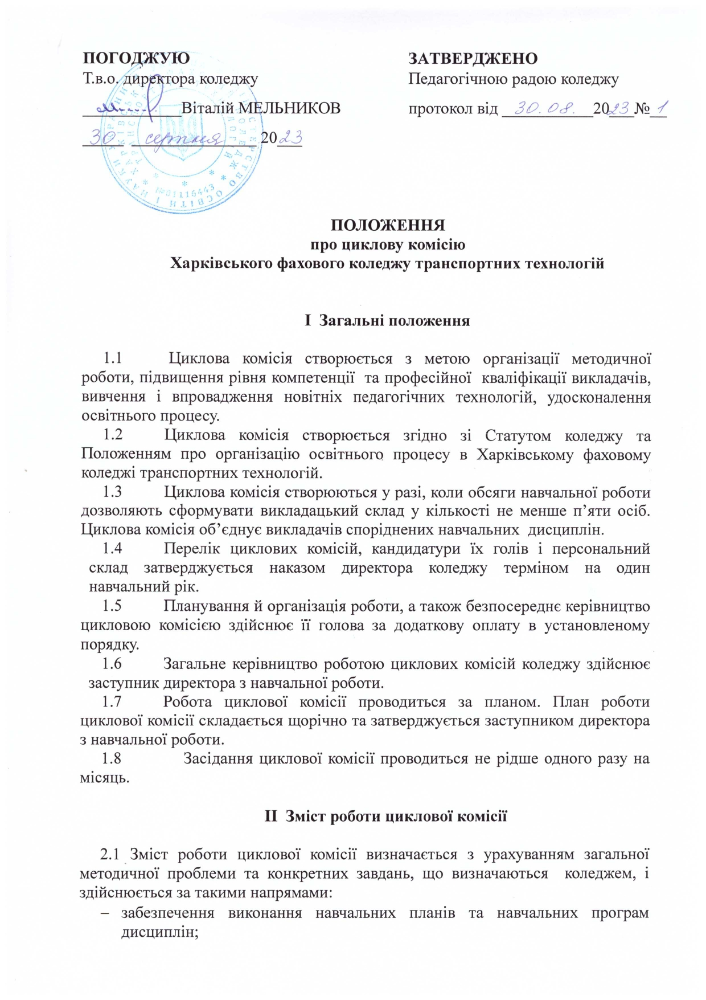 ПОГОДЖУЮ
Т.в.о. директора коледжу
Віталій МЕЛЬНИКОВ
30 серпня 2023
ЗАТВЕРДЖЕНО
Педагогічною радою коледжу
протокол від 30.08. 2023 № 1
№01116443
ПОЛОЖЕННЯ
про циклову комісію
Харківського фахового коледжу транспортних технологій
І Загальні положення
1.1 Циклова комісія створюється з метою організації методичної
роботи, підвищення рівня компетенції та професійної кваліфікації викладачів,
вивчення і впровадження новітніх педагогічних технологій, удосконалення
освітнього процесу.
1.2 Циклова комісія створюється згідно зі Статутом коледжу та
Положенням про організацію освітнього процесу в Харківському фаховому
коледжі транспортних технологій.
1.3 Циклова комісія створюються у разі, коли обсяги навчальної роботи
дозволяють сформувати викладацький склад у кількості не менше п’яти осіб.
Циклова комісія об’єднує викладачів споріднених навчальних дисциплін.
1.4 Перелік циклових комісій, кандидатури їх голів і персональний
склад затверджується наказом директора коледжу терміном на один
навчальний рік.
1.5 Планування й організація роботи, а також безпосереднє керівництво
цикловою комісією здійснює її голова за додаткову оплату в установленому
порядку.
1.6 Загальне керівництво роботою циклових комісій коледжу здійснює
заступник директора з навчальної роботи.
1.7 Робота циклової комісії проводиться за планом. План роботи
циклової комісії складається щорічно та затверджується заступником директора
з навчальної роботи.
1.8 Засідання циклової комісії проводиться не рідше одного разу на
місяць.
ІІ Зміст роботи циклової комісії
2.1 Зміст роботи циклової комісії визначається з урахуванням загальної
методичної проблеми та конкретних завдань, що визначаються коледжем, і
здійснюється за такими напрямами:
– забезпечення виконання навчальних планів та навчальних програм
дисциплін;